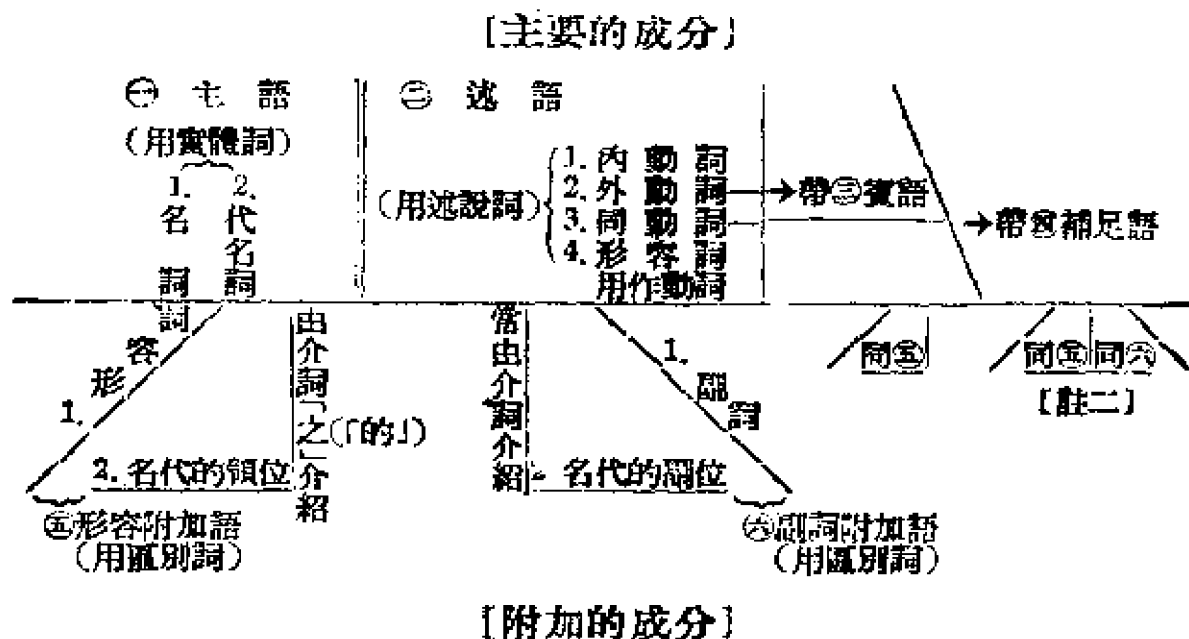 [主要的成分]
㊀ 主 語
(用實體詞)
1. 名 詞
2. 代名詞
㊁ 述 語
(用述說詞)
1. 內 動 詞
2. 外 動 詞
3. 同 動 詞
4. 形 容 詞
用作動詞
→帶㊂賓語
→帶㊃補足語
1. 形 容 詞
由介詞「之」介紹
(「的」)
2. 名代的領位
㊄形容附加語
(用區別詞)
常由介詞介紹
1. 副 詞
2. 名代的副位
㊅副詞附加語
(用區別詞)
同㊄
同㊄
同㊅
[註二]
[附加的成分]